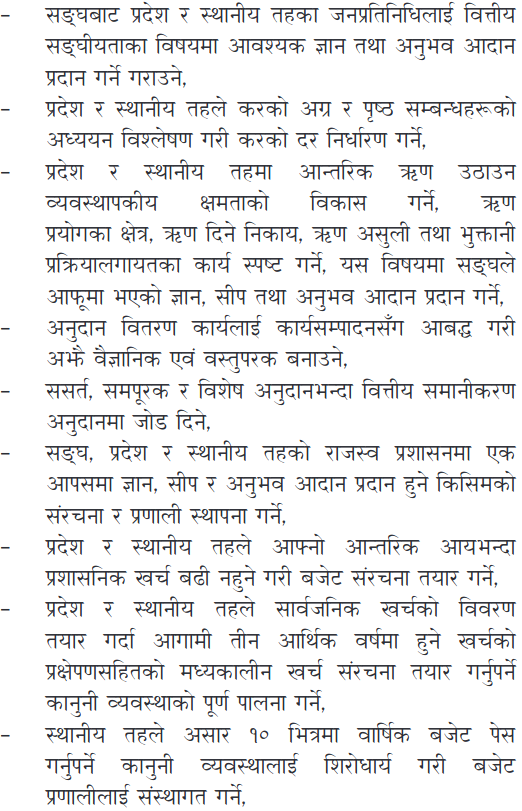 – सङ्घबाट प्रदेश र स्थानीय तहका जनप्रतिनिधिलाई वित्तीय
सङ्घीयताका विषयमा आवश्यक ज्ञान तथा अनुभव आदान
प्रदान गर्ने गराउने,
– प्रदेश र स्थानीय तहले करको अग्र र पृष्ठ सम्बन्धहरूको
अध्ययन विश्लेषण गरी करको दर निर्धारण गर्ने,
– प्रदेश र स्थानीय तहमा आन्तरिक ऋण उठाउन
व्यवस्थापकीय क्षमताको विकास गर्ने, ऋण
प्रयोगका क्षेत्र, ऋण दिने निकाय, ऋण असुली तथा भुक्तानी
प्रक्रियालगायतका कार्य स्पष्ट गर्ने, यस विषयमा सङ्घले
आफूमा भएको ज्ञान, सीप तथा अनुभव आदान प्रदान गर्ने,
– अनुदान वितरण कार्यलाई कार्यसम्पादनसँग आबद्ध गरी
अझै वैज्ञानिक एवं वस्तुपरक बनाउने,
– ससर्त, समपूरक र विशेष अनुदानभन्दा वित्तीय समानीकरण
अनुदानमा जोड दिने,
– सङ्घ, प्रदेश र स्थानीय तहको राजस्व प्रशासनमा एक
आपसमा ज्ञान, सीप र अनुभव आदान प्रदान हुने किसिमको
संरचना र प्रणाली स्थापना गर्ने,
– प्रदेश र स्थानीय तहले आफ्नो आन्तरिक आयभन्दा
प्रशासनिक खर्च बढी नहुने गरी बजेट संरचना तयार गर्ने,
– प्रदेश र स्थानीय तहले सार्वजनिक खर्चको विवरण
तयार गर्दा आगामी तीन आर्थिक वर्षमा हुने खर्चको
प्रक्षेपणसहितको मध्यकालीन खर्च संरचना तयार गर्नुपर्ने
कानुनी व्यवस्थाको पूर्ण पालना गर्ने,
– स्थानीय तहले असार १० भित्रमा वार्षिक बजेट पेस
गर्नुपर्ने कानुनी व्यवस्थालाई शिरोधार्य गरी बजेट
प्रणालीलाई संस्थागत गर्ने,